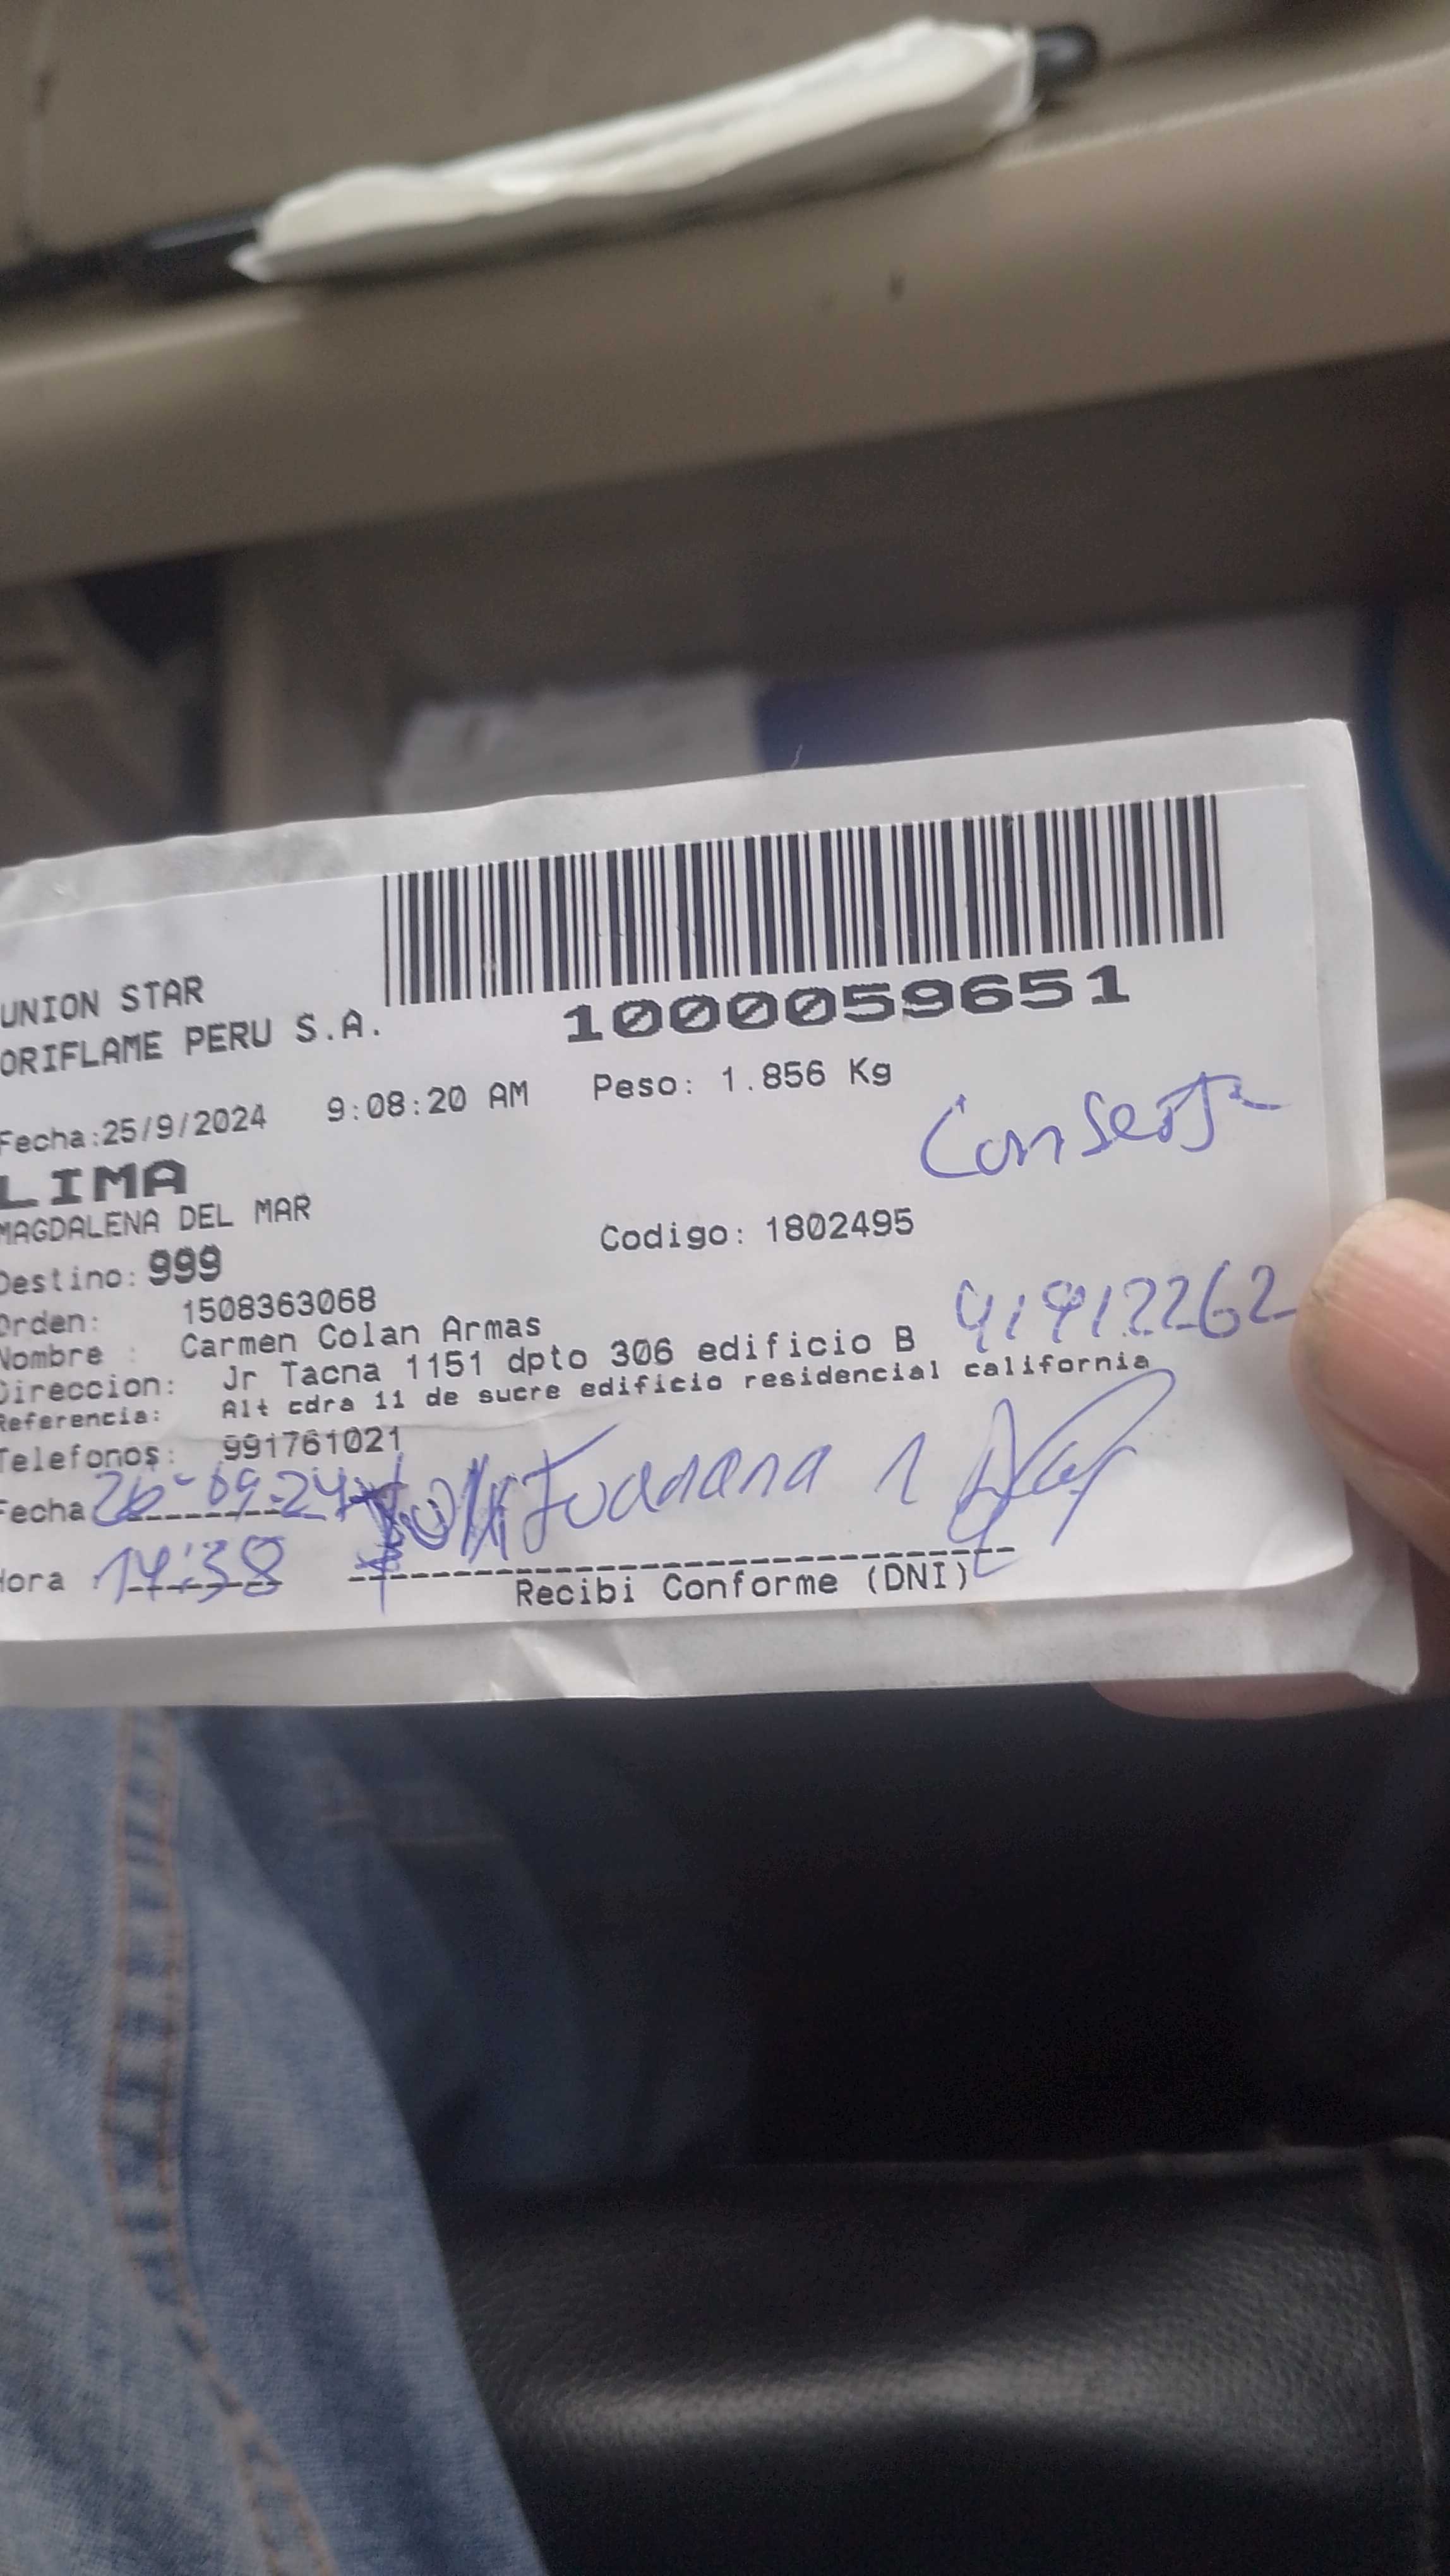 UNION STAR
ORIFLAME PERU S.A.
1000059651
Fecha:25/9/2024 9:08:20 AM Peso: 1.856 Kg
LIMA
MAGDALENA DEL MAR
Destino: 999
Codigo: 1802495
Orden: 1508363068
Nombre : Carmen Colan Armas
Direccion: Jr Tacna 1151 dpto 306 edificio B
Referencia: Alt cdra 11 de sucre edificio residencial california
Telefonos: 991761021
Fecha 26-09-24
Hora 14:38
Recibi Conforme (DNI)